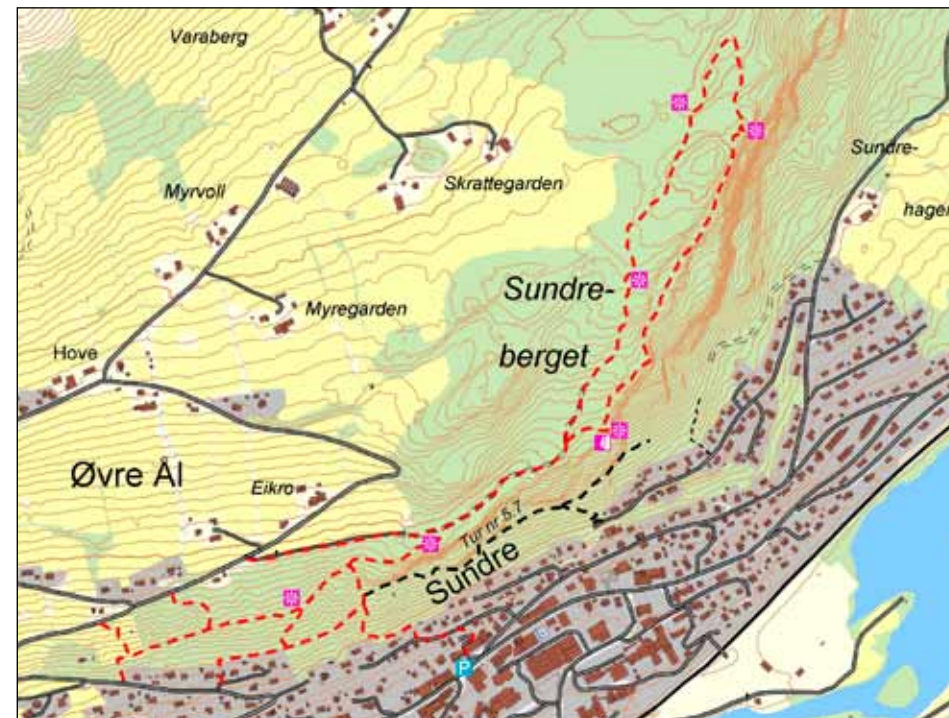 Varaberg
Skrattegarden
Sundre-
hagen
Myrvoll
Myregarden
Sundre-
berget
Hove
Øvre Ål
Eikro
Tur nr 5.7
Sundre
P